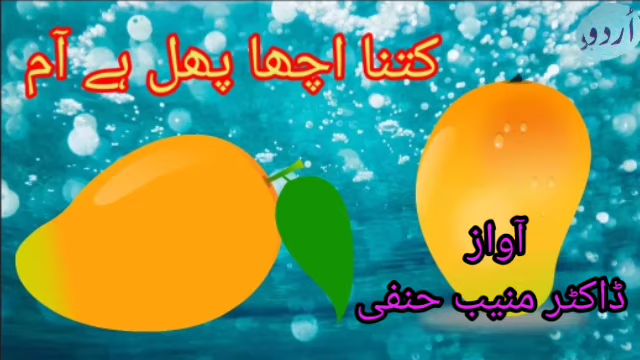 اُردو
کتنا اچھا پھل ہے آم
آواز
ڈاکٹر منیب حنفی